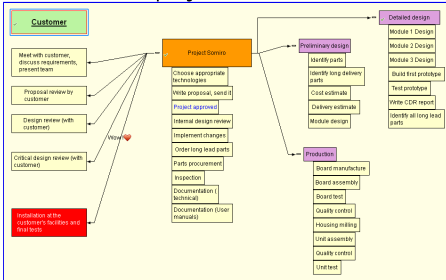 Customer
Meet with customer,
discuss requirements,
present team
Proposal review by
customer
Design review (with
customer)
Critical design review (with
customer)
Installation at the
customer's facilities and
final tests
Wow!
Project Gomiro
Choose appropriate
technologies
Write proposal, send it
Project approved
Internal design review
Implement changes
Order long lead parts
Parts procurement
Inspection
Documentation (
technical)
Documentation (User
manuals)
Preliminary design
Identify parts
Identify long delivery
parts
Cost estimate
Delivery estimate
Module design
Production
Board manufacture
Board assembly
Board test
Quality control
Housing milling
Unit assembly
Quality control
Unit test
Detailed design
Module 1 Design
Module 2 Design
Module 3 Design
Build first prototype
Test prototype
Write CDR report
Identify all long lead
parts